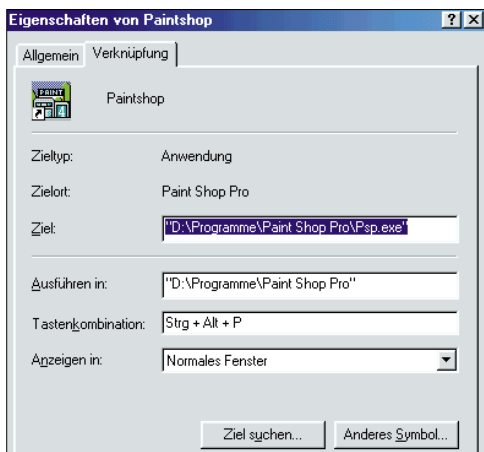 Eigenschaften von Paintshop
Allgemein Verknüpfung
PAINT
Paintshop
Zieltyp: Anwendung
Zielort: Paint Shop Pro
Ziel: "D:\Programme\Paint Shop Pro\Psp.exe"
Ausführen in: "D:\Programme\Paint Shop Pro"
Tastenkombination: Strg + Alt + P
Anzeigen in: Normales Fenster
Ziel suchen... Anderes Symbol...